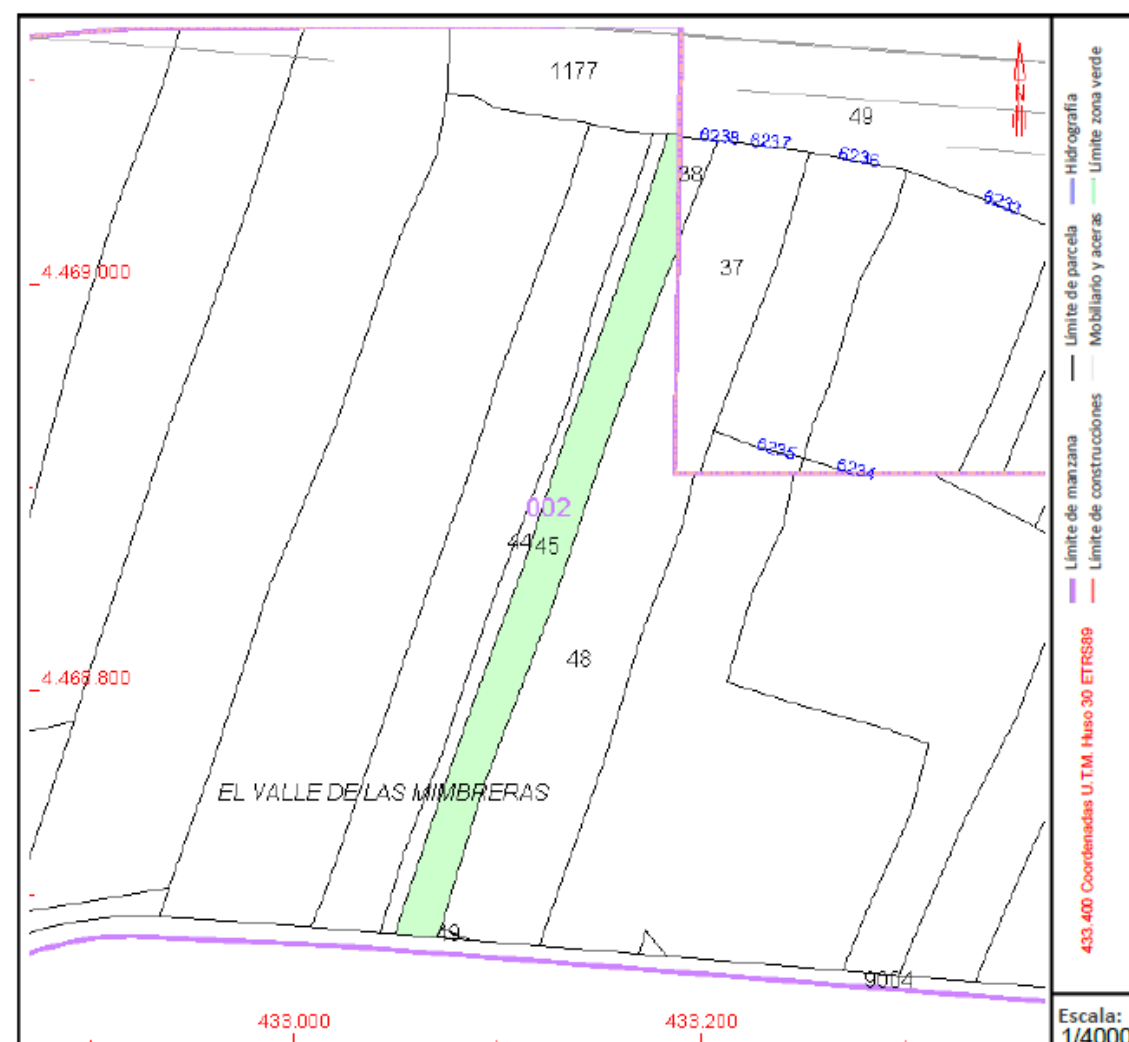 1177
49
6238 6237 6236
38
6233
37
4.469.000
6235
6234
002
44 45
48
4.468.800
EL VALLE DE LAS MIMBRERAS
9004
433.000
433.200
Límite de manzana
Límite de parcela
Hidrografía
Límite de construcciones
Mobiliario y aceras
Límite zona verde
433.400 Coordenadas U.T.M. Huso 30 ETRS89
Escala:
1/4000